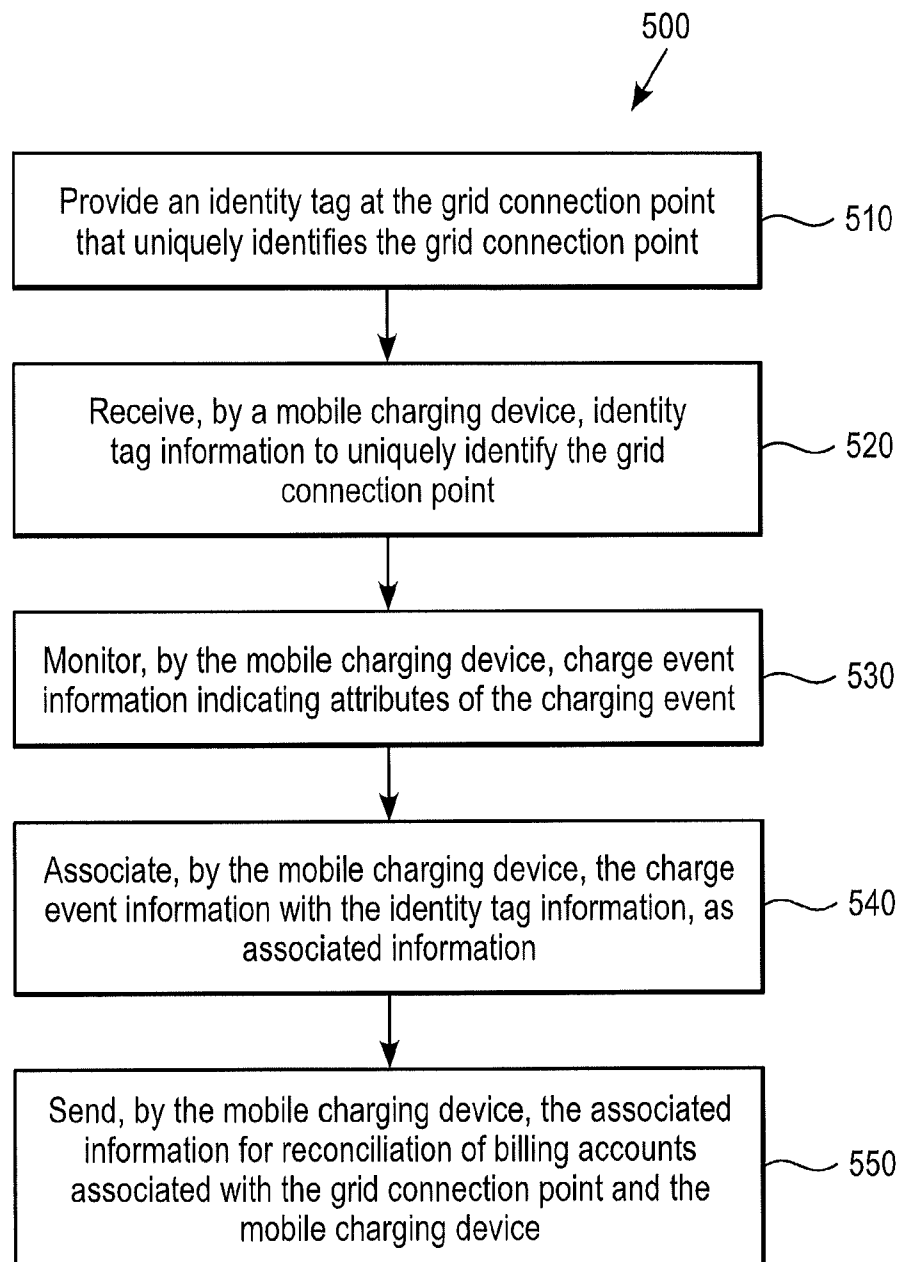 500
Provide an identity tag at the grid connection point
that uniquely identifies the grid connection point
510
Receive, by a mobile charging device, identity
tag information to uniquely identify the grid
connection point
520
Monitor, by the mobile charging device, charge event
information indicating attributes of the charging event
530
Associate, by the mobile charging device, the charge
event information with the identity tag information, as
associated information
540
Send, by the mobile charging device, the associated
information for reconciliation of billing accounts
associated with the grid connection point and the
mobile charging device
550